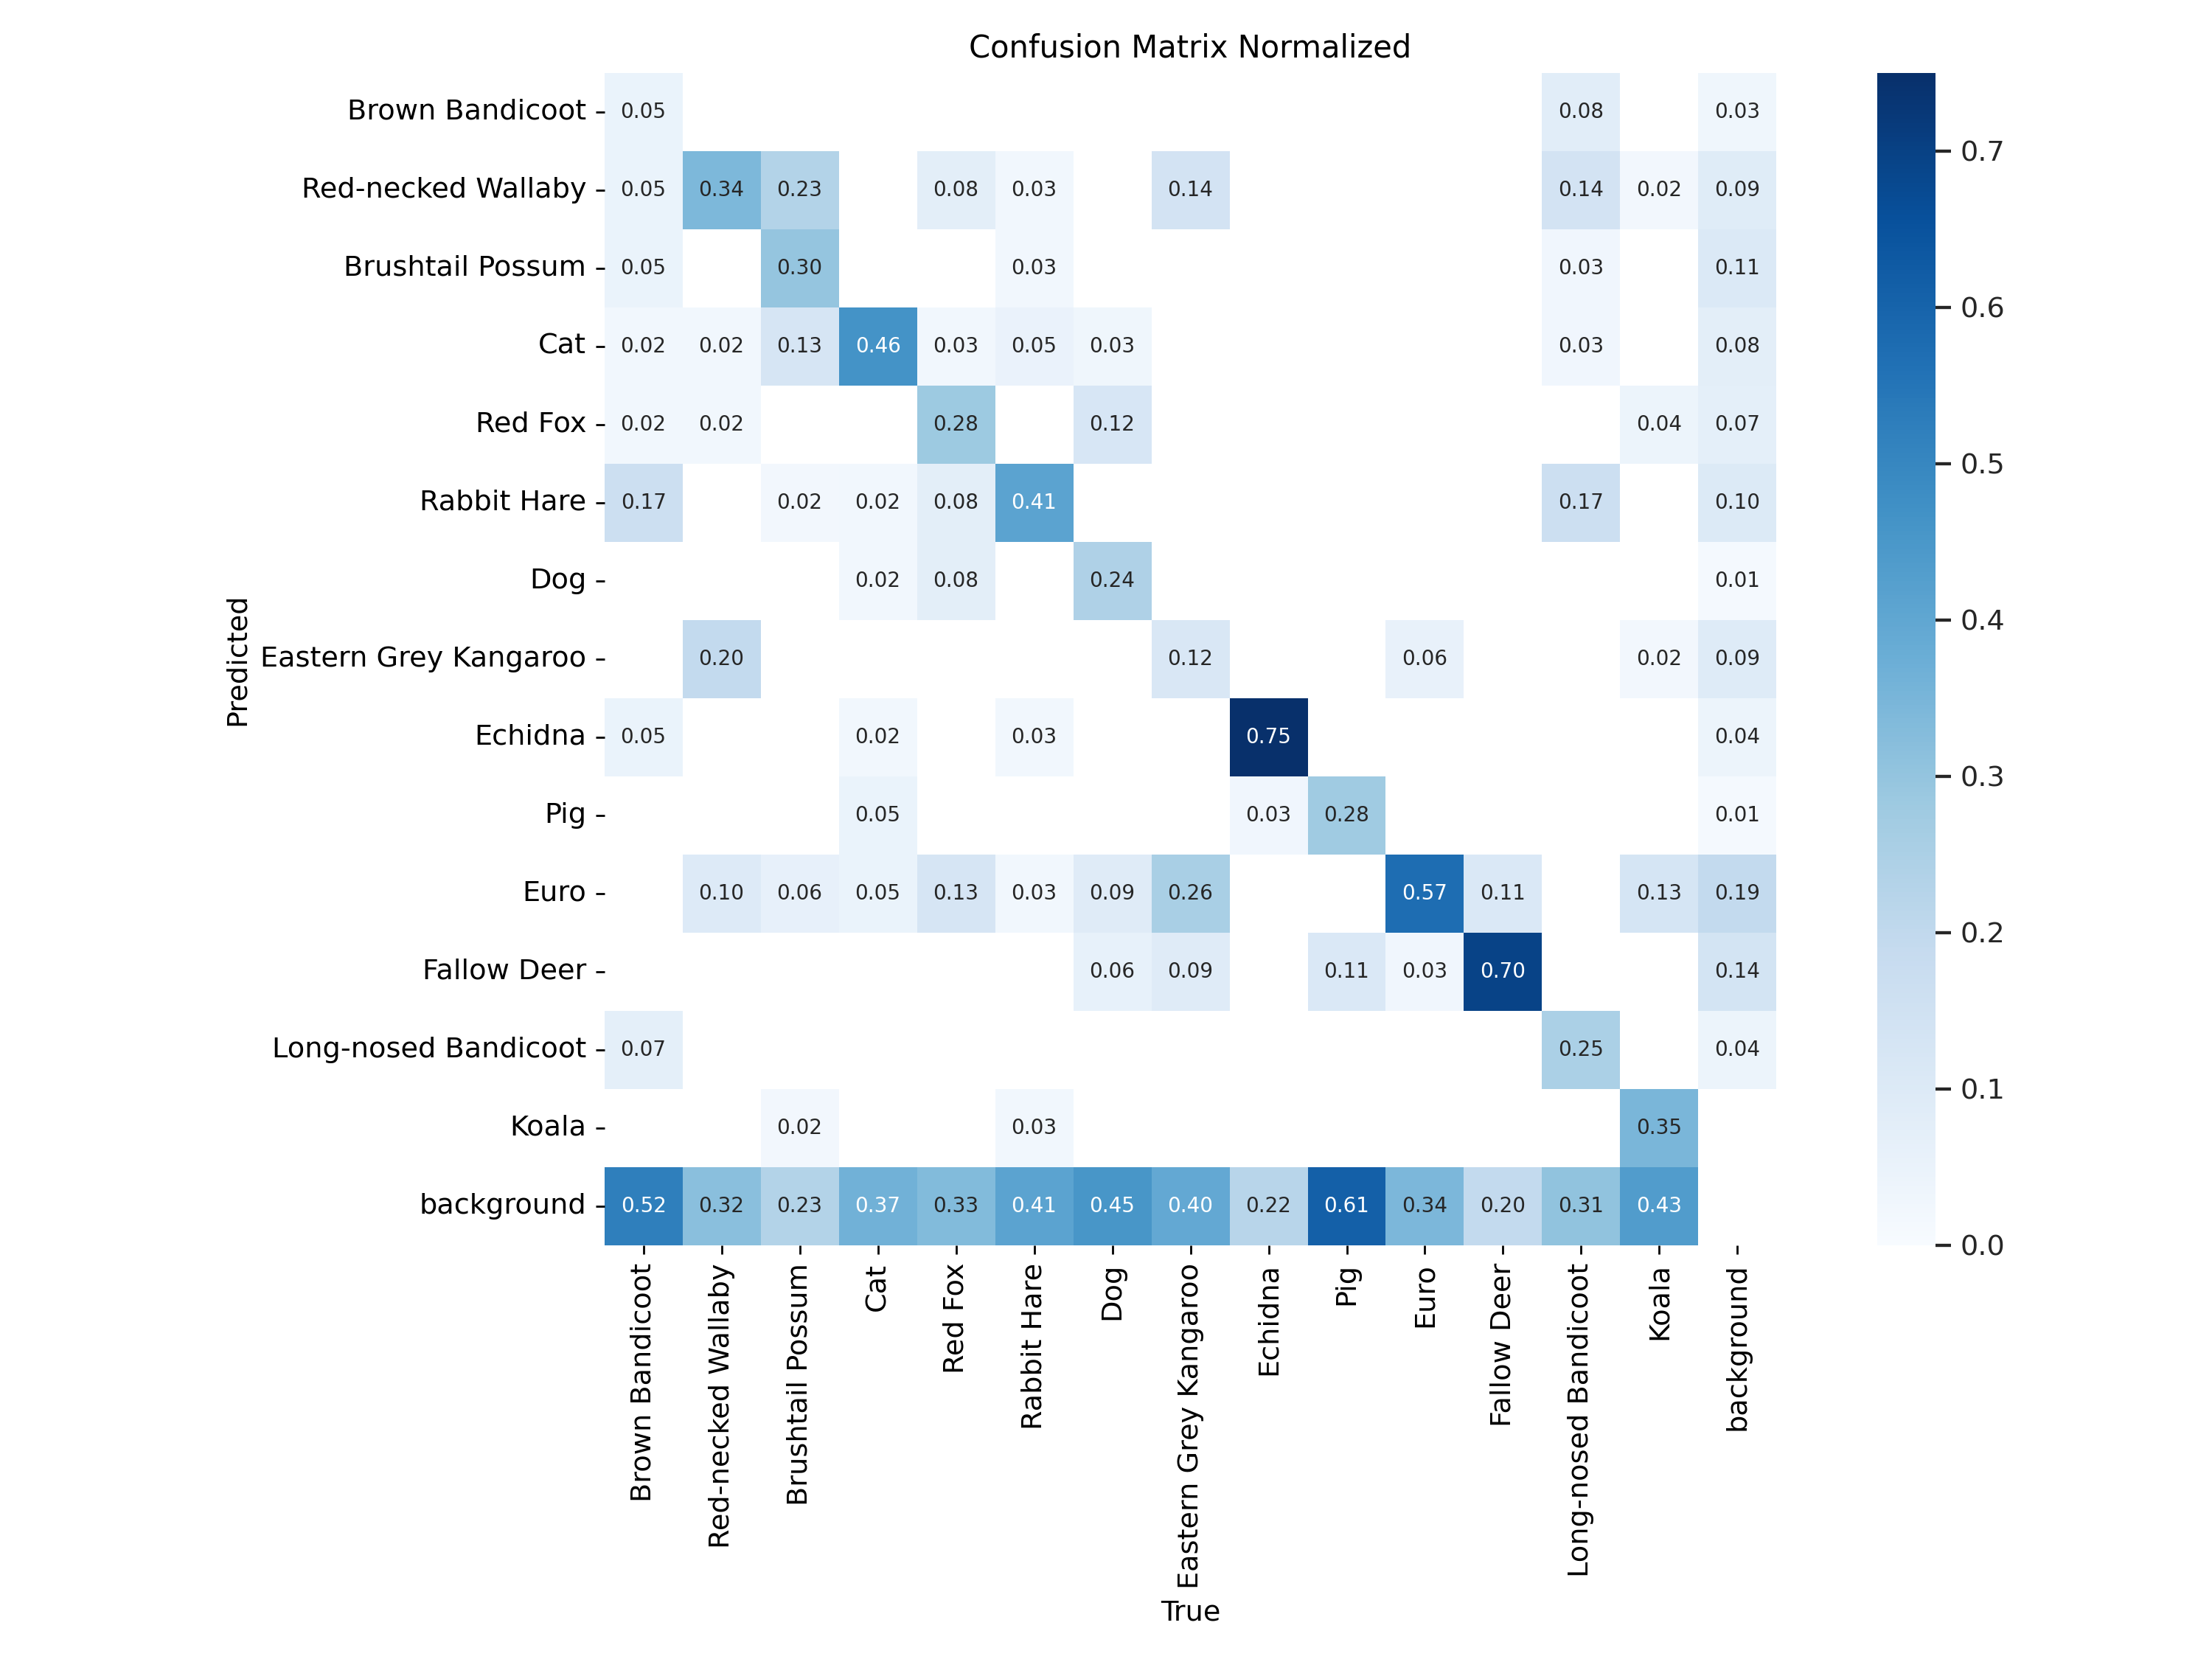 Confusion Matrix Normalized
Brown Bandicoot 0.05 0.08 0.03
Red-necked Wallaby 0.05 0.34 0.23 0.08 0.03 0.14 0.14 0.02 0.09
Brushtail Possum 0.05 0.30 0.03 0.03 0.11
Cat 0.02 0.02 0.13 0.46 0.03 0.05 0.03 0.03 0.08
Red Fox 0.02 0.02 0.28 0.12 0.04 0.07
Rabbit Hare 0.17 0.02 0.02 0.08 0.41 0.17 0.10
Dog 0.02 0.08 0.24 0.01
Eastern Grey Kangaroo 0.20 0.12 0.06 0.02 0.09
Echidna 0.05 0.02 0.03 0.75 0.04
Pig 0.05 0.03 0.28 0.01
Euro 0.10 0.06 0.05 0.13 0.03 0.09 0.26 0.57 0.11 0.13 0.19
Fallow Deer 0.06 0.09 0.11 0.03 0.70 0.14
Long-nosed Bandicoot 0.07 0.25 0.04
Koala 0.02 0.03 0.35
background 0.52 0.32 0.23 0.37 0.33 0.41 0.45 0.40 0.22 0.61 0.34 0.20 0.31 0.43
Predicted
Brown Bandicoot
Red-necked Wallaby
Brushtail Possum
Cat
Red Fox
Rabbit Hare
Dog
Eastern Grey Kangaroo
Echidna
Pig
Euro
Fallow Deer
Long-nosed Bandicoot
Koala
background
True
0.7
0.6
0.5
0.4
0.3
0.2
0.1
0.0